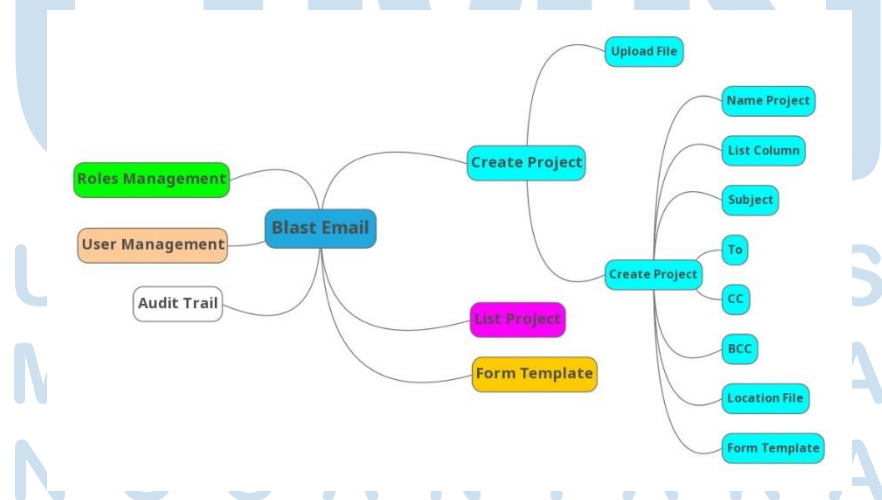 Upload File
Name Project
List Column
Create Project
Roles Management
Subject
Blast Email
User Management
To
Create Project
Audit Trail
CC
List Project
BCC
Form Template
Location File
Form Template